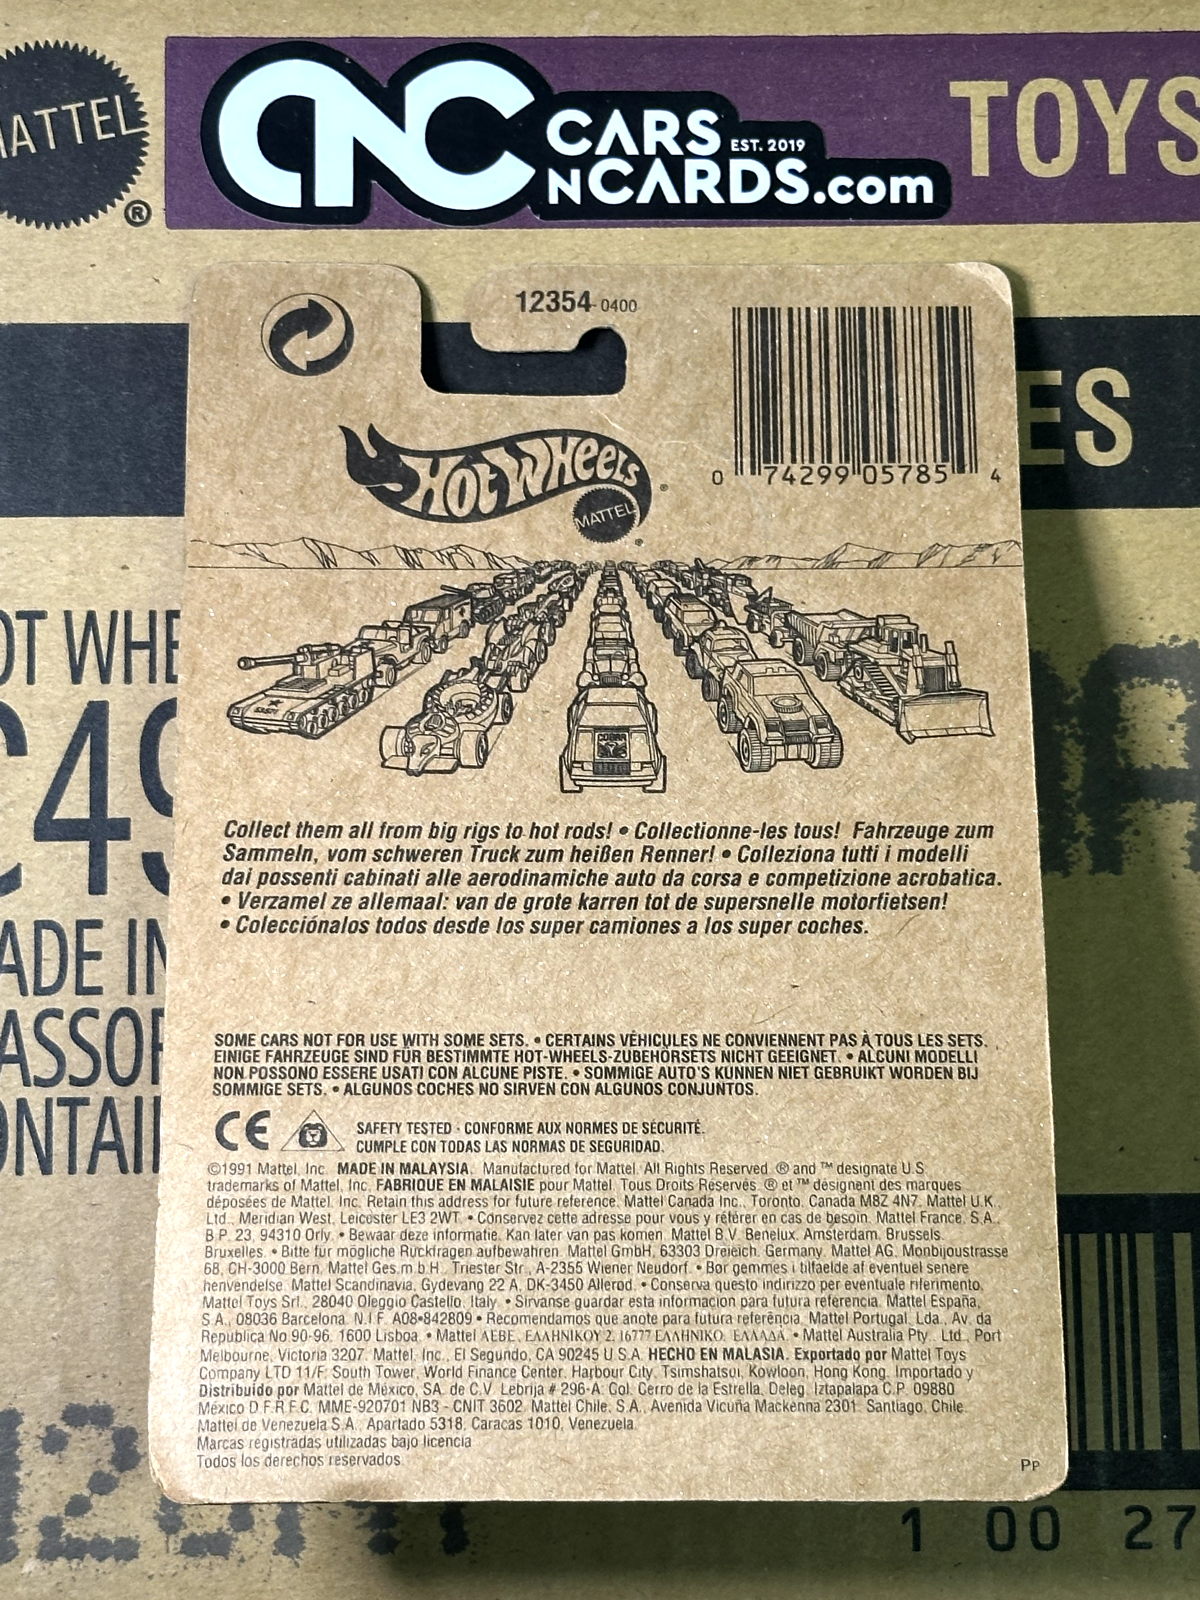 MATTEL
®
CNC CARS
EST. 2019
NCARDS.com
TOYS
ES
12354-0400
0 74299 05785 4
HOT WHEELS
®
MATTEL
®
COBRA
Collect them all from big rigs to hot rods! • Collectionne-les tous! Fahrzeuge zum
Sammeln, vom schweren Truck zum heißen Renner! • Colleziona tutti i modelli
dai possenti cabinati alle aerodinamiche auto da corsa e competizione acrobatica.
• Verzamel ze allemaal: van de grote karren tot de supersnelle motorfietsen!
• Colecciónalos todos desde los super camiones a los super coches.
SOME CARS NOT FOR USE WITH SOME SETS. • CERTAINS VÉHICULES NE CONVIENNENT PAS À TOUS LES SETS.
EINIGE FAHRZEUGE SIND FÜR BESTIMMTE HOT-WHEELS-ZUBEHÖRSETS NICHT GEEIGNET. • ALCUNI MODELLI
NON POSSONO ESSERE USATI CON ALCUNE PISTE. • SOMMIGE AUTO'S KUNNEN NIET GEBRUIKT WORDEN BIJ
SOMMIGE SETS. • ALGUNOS COCHES NO SIRVEN CON ALGUNOS CONJUNTOS.
CE
SAFETY TESTED · CONFORME AUX NORMES DE SÉCURITÉ.
CUMPLE CON TODAS LAS NORMAS DE SEGURIDAD.
©1991 Mattel, Inc. MADE IN MALAYSIA. Manufactured for Mattel. All Rights Reserved. ® and ™ designate U.S.
trademarks of Mattel, Inc. FABRIQUE EN MALAISIE pour Mattel. Tous Droits Réservés. ® et ™ désignent des marques
déposées de Mattel, Inc. Retain this address for future reference. Mattel Canada Inc., Toronto, Canada M8Z 4N7. Mattel U.K.
Ltd., Meridian West, Leicester LE3 2WT. • Conservez cette adresse pour vous y référer en cas de besoin. Mattel France, S.A.,
B.P. 23, 94310 Orly. • Bewaar deze informatie. Kan later van pas komen. Mattel B.V. Benelux, Amsterdam, Brussels,
Bruxelles. • Bitte für mögliche Rückfragen aufbewahren. Mattel GmbH, 63303 Dreieich, Germany. Mattel AG, Monbijoustrasse
68, CH-3000 Bern. Mattel Ges.m.b.H., Triester Str., A-2355 Wiener Neudorf. • Bør gemmes i tilfælde af eventuel senere
henvendelse. Mattel Scandinavia, Gydevang 22 A, DK-3450 Allerød. • Conserva questo indirizzo per eventuale riferimento.
Mattel Toys Srl., 28040 Oleggio Castello, Italy. • Sírvanse guardar esta información para futura referencia. Mattel España,
S.A., 08036 Barcelona. N.I.F. A08•842809 • Recomendamos que anote para futura referência. Mattel Portugal, Lda., Av. da
República No.90-96, 1600 Lisboa. • Mattel ΑΕΒΕ, ΕΛΛΗΝΙΚΟΥ 2, 16777 ΕΛΛΗΝΙΚΟ, ΕΛΛΑΔΑ. • Mattel Australia Pty., Ltd., Port
Melbourne, Victoria 3207. Mattel, Inc., El Segundo, CA 90245 U.S.A. HECHO EN MALASIA. Exportado por Mattel Toys
Company LTD 11/F, South Tower, World Finance Center, Harbour City, Tsimshatsui, Kowloon, Hong Kong. Importado y
Distribuido por Mattel de México, SA. de C.V. Lebrija # 296-A. Col. Cerro de la Estrella, Deleg. Iztapalapa C.P. 09880
México D.F. R.F.C. MME-920701 NB3 - CNIT 3602. Mattel Chile, S.A., Avenida Vicuña Mackenna 2301, Santiago, Chile.
Mattel de Venezuela S.A., Apartado 5318, Caracas 1010, Venezuela.
Marcas registradas utilizadas bajo licencia
Todos los derechos reservados.
PP
OT WHE
C49
ADE IN
ASSOR
ONTAI
1 00 27